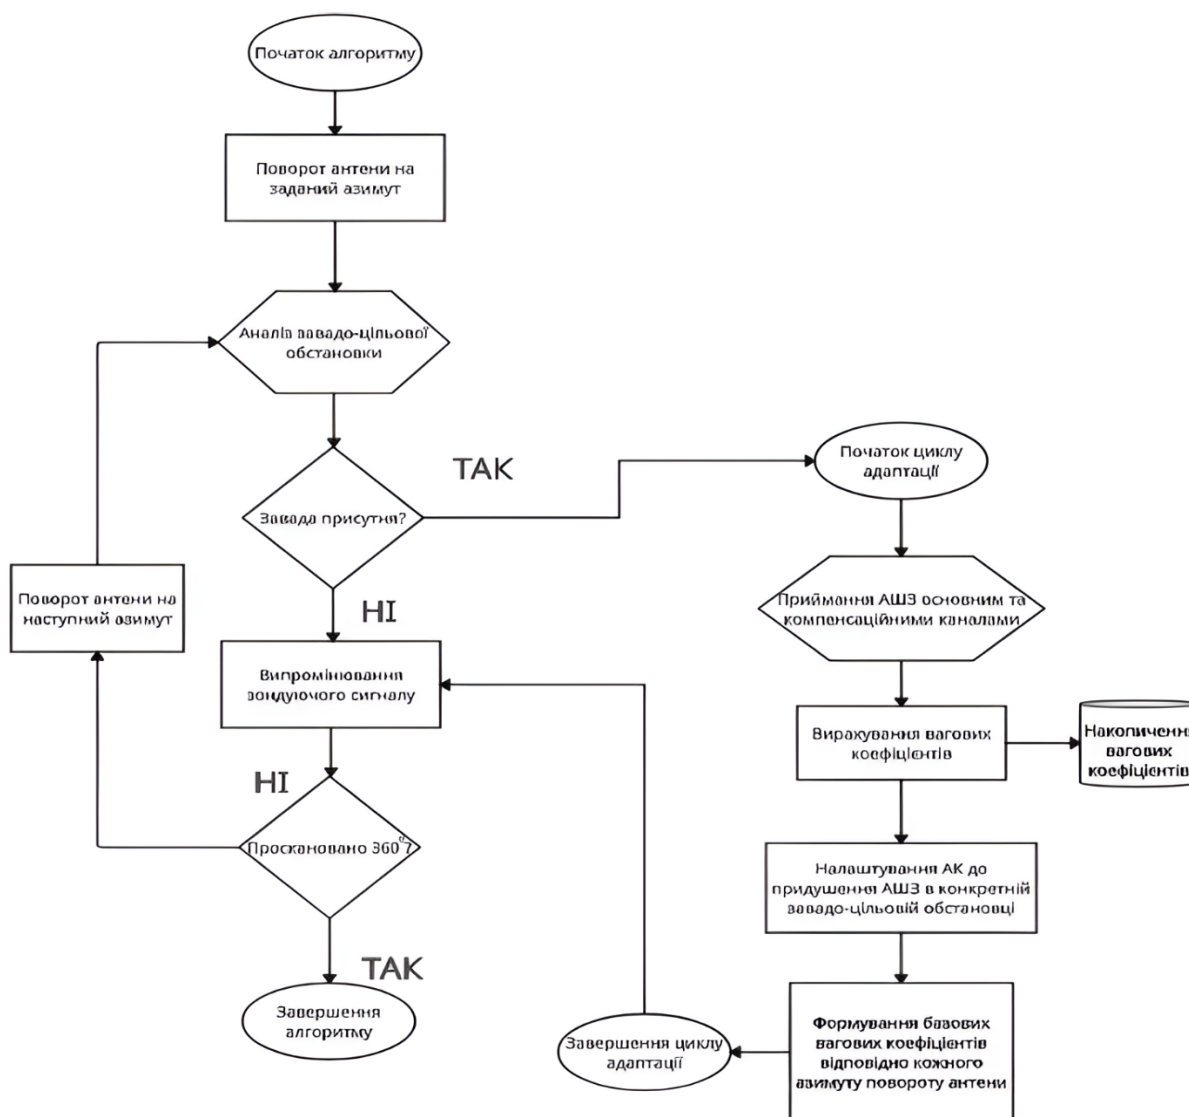 Початок алгоритму
Поворот антени на
заданий азимут
Аналіз завадо-цільової
обстановки
ТАК
Завада присутня?
НІ
Поворот антени на
наступний азимут
Випромінювання
зондуючого сигналу
НІ
Проскановано 360°?
ТАК
Завершення
алгоритму
Початок циклу
адаптації
Приймання АШЗ основним та
компенсаційними каналами
Вирахування вагових
коефіцієнтів
Накопичення
вагових
коефіцієнтів
Налаштування АК до
придушення АШЗ в конкретній
завадо-цільовій обстановці
Формування базових
вагових коефіцієнтів
відповідно кожного
азимуту повороту антени
Завершення циклу
адаптації